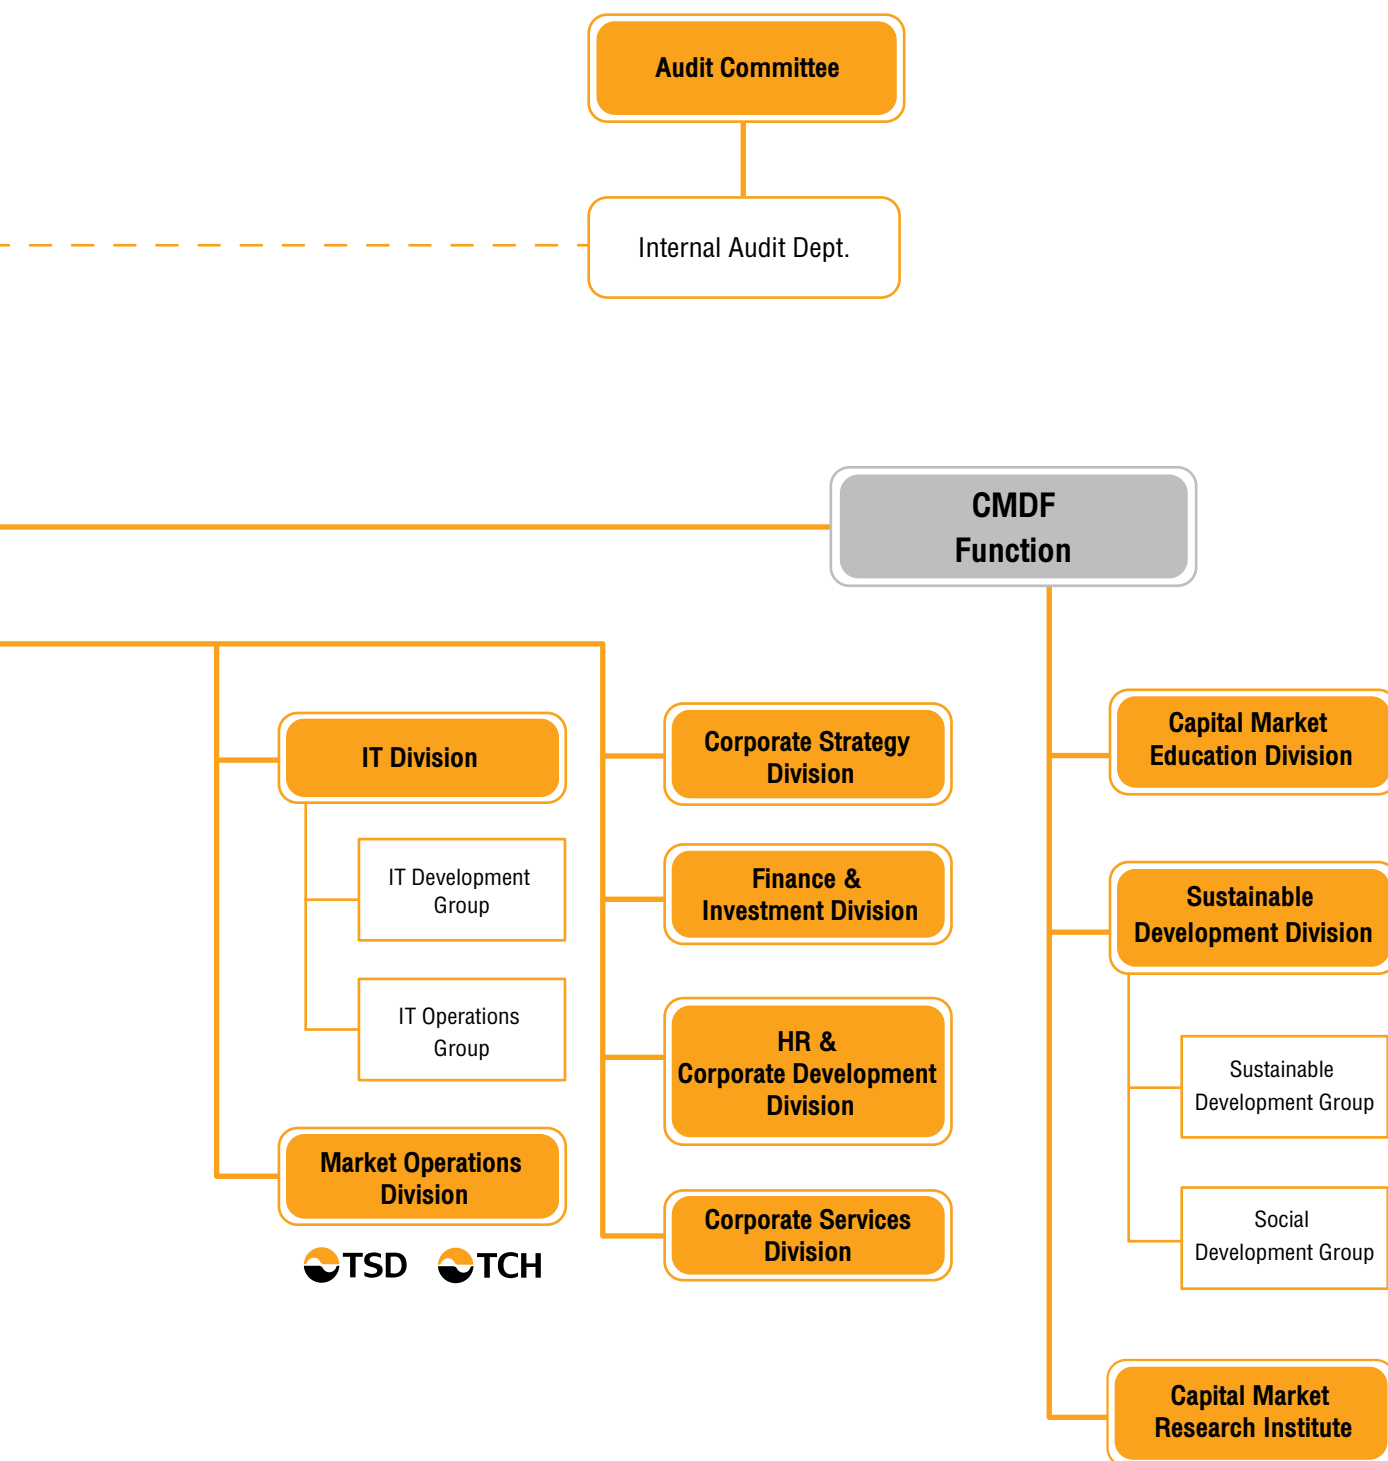 Audit Committee
Internal Audit Dept.
CMDF
Function
IT Division
IT Development
Group
IT Operations
Group
Market Operations
Division
TSD
TCH
Corporate Strategy
Division
Finance &
Investment Division
HR &
Corporate Development
Division
Corporate Services
Division
Capital Market
Education Division
Sustainable
Development Division
Sustainable
Development Group
Social
Development Group
Capital Market
Research Institute